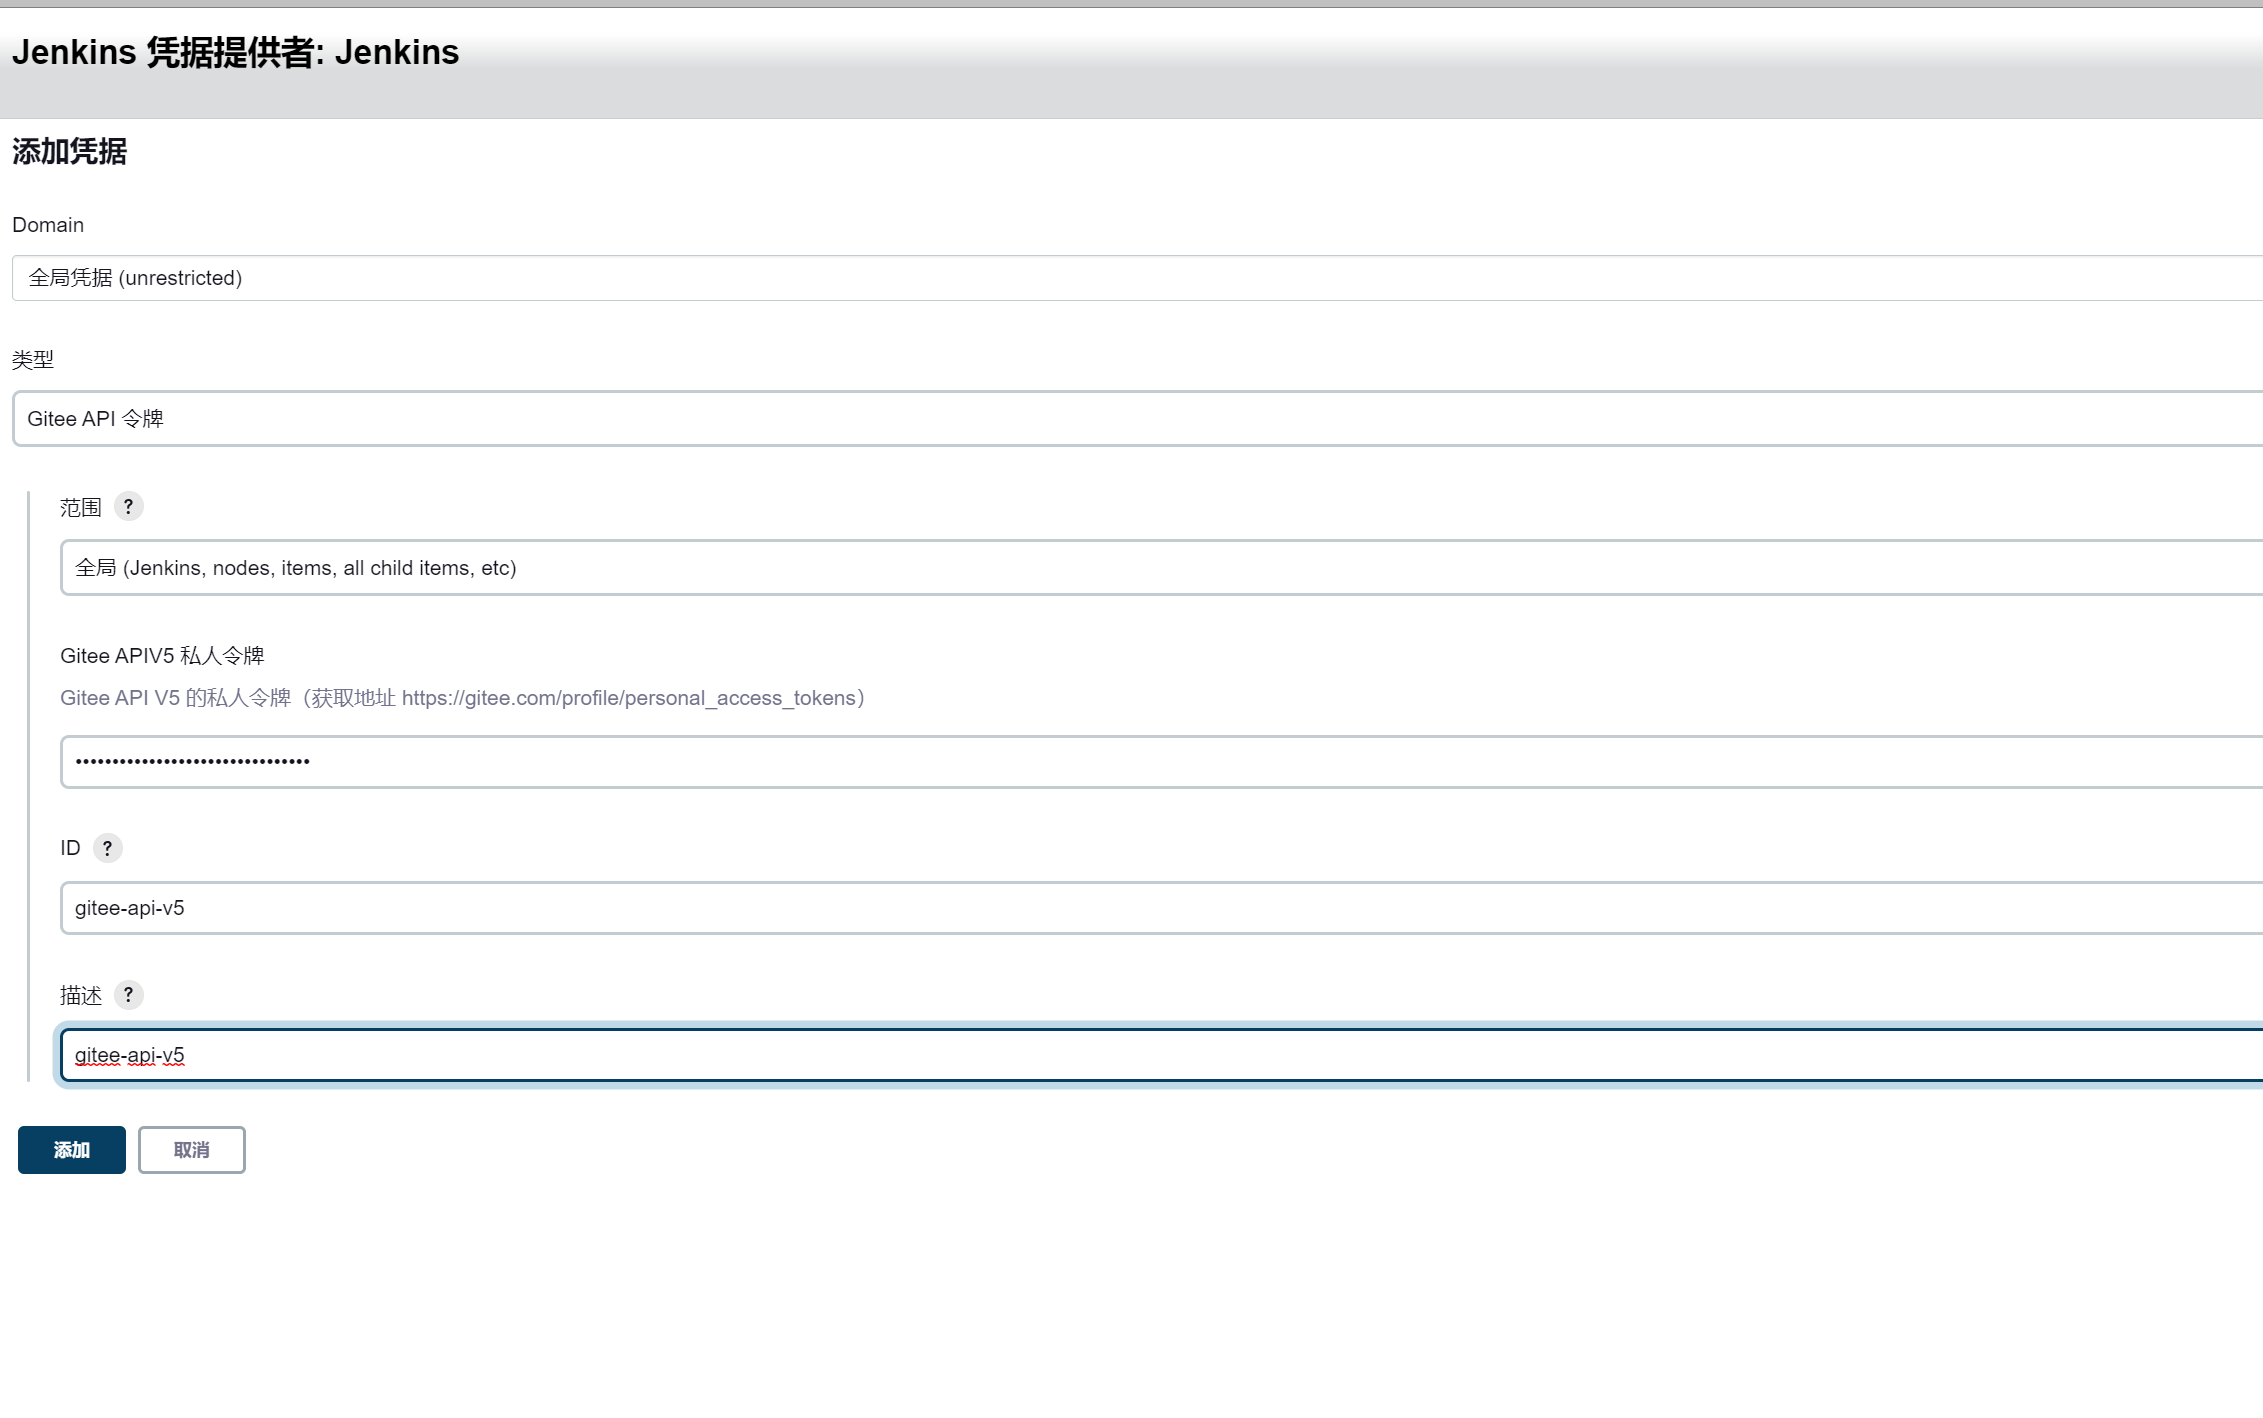 Jenkins 凭据提供者: Jenkins
添加凭据
Domain
全局凭据 (unrestricted)
类型
Gitee API 令牌
范围 ?
全局 (Jenkins, nodes, items, all child items, etc)
Gitee APIV5 私人令牌
Gitee API V5 的私人令牌（获取地址 https://gitee.com/profile/personal_access_tokens）
••••••••••••••••••••••••••••••••
ID ?
gitee-api-v5
描述 ?
gitee-api-v5
添加 取消